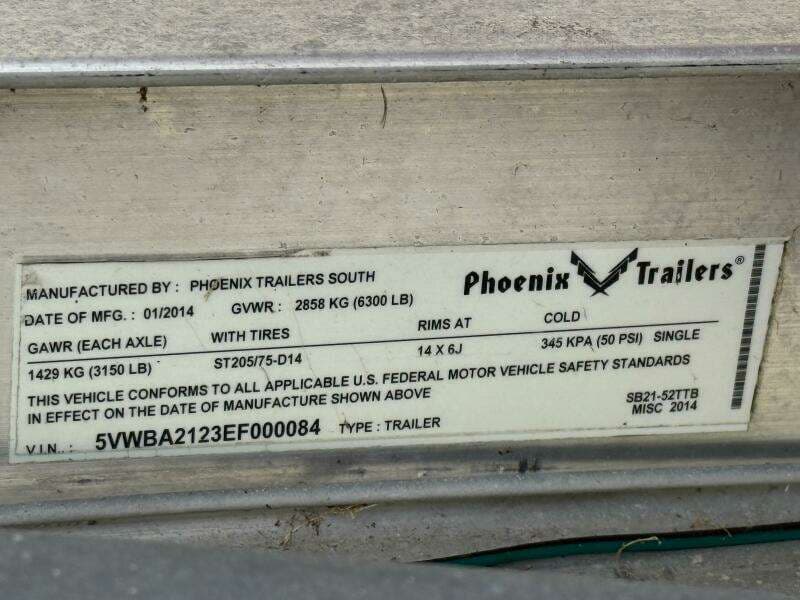 Phoenix Trailers®
MANUFACTURED BY : PHOENIX TRAILERS SOUTH
DATE OF MFG. : 01/2014 GVWR : 2858 KG (6300 LB)
GAWR (EACH AXLE) WITH TIRES RIMS AT COLD
1429 KG (3150 LB) ST205/75-D14 14 X 6J 345 KPA (50 PSI) SINGLE
THIS VEHICLE CONFORMS TO ALL APPLICABLE U.S. FEDERAL MOTOR VEHICLE SAFETY STANDARDS
IN EFFECT ON THE DATE OF MANUFACTURE SHOWN ABOVE
SB21-52TTB
MISC 2014
V.I.N.. : 5VWBA2123EF000084 TYPE : TRAILER